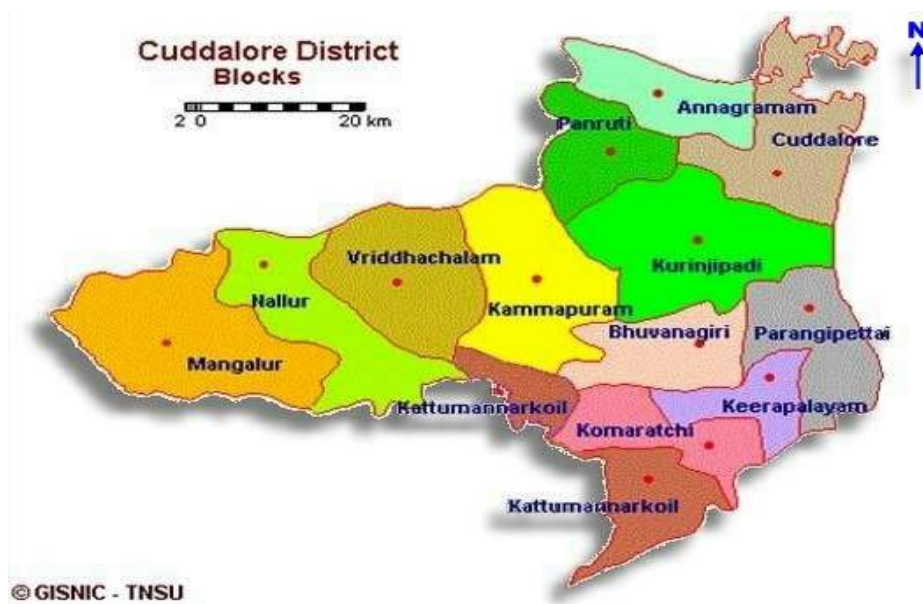 Cuddalore District
Blocks
2 0 20 km
N
Annagramam
Panruti
Cuddalore
Vriddhachalam
Kurinjipadi
Nallur
Kammapuram
Bhuvanagiri
Parangipettai
Mangalur
Kattumannarkoil
Keerapalayam
Komaratchi
Kattumannarkoil
© GISNIC - TNSU